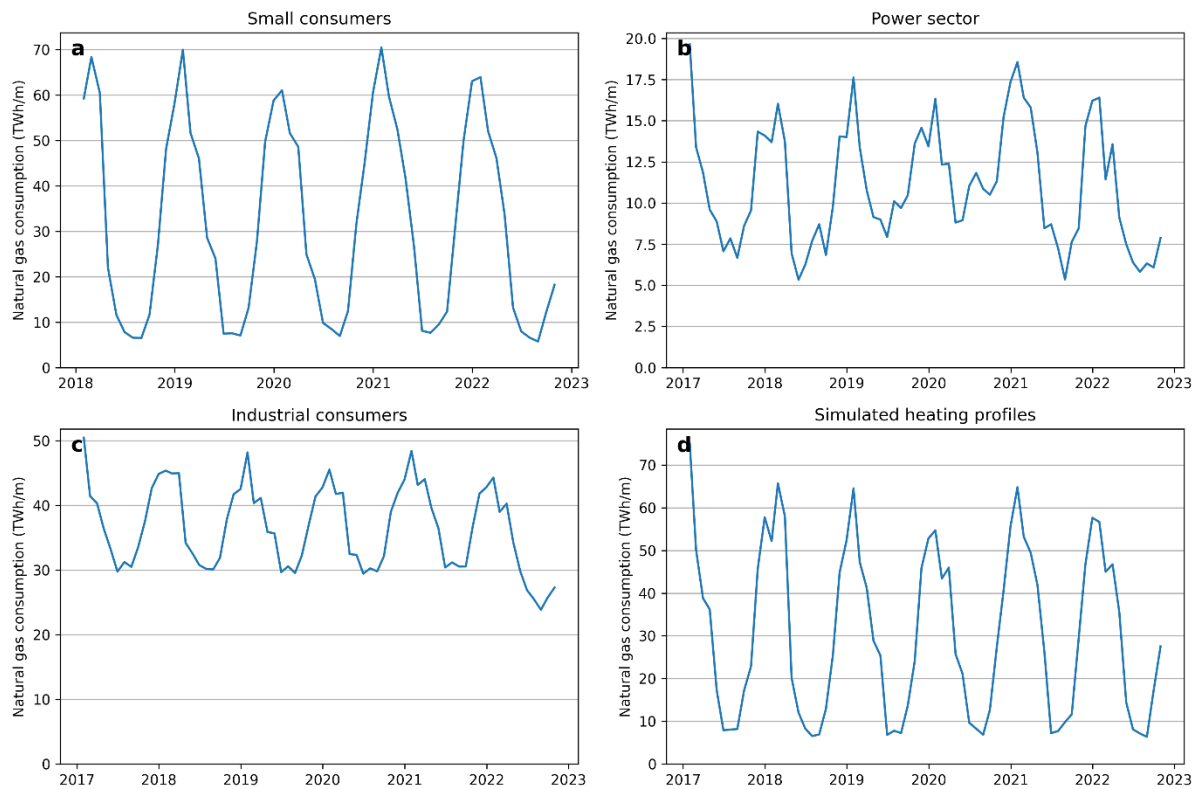 Small consumers
a
Natural gas consumption (TWh/m)
70
60
50
40
30
20
10
0
2018 2019 2020 2021 2022 2023
Power sector
b
Natural gas consumption (TWh/m)
20.0
17.5
15.0
12.5
10.0
7.5
5.0
2.5
0.0
2017 2018 2019 2020 2021 2022 2023
Industrial consumers
c
Natural gas consumption (TWh/m)
50
40
30
20
10
0
2017 2018 2019 2020 2021 2022 2023
Simulated heating profiles
d
Natural gas consumption (TWh/m)
70
60
50
40
30
20
10
0
2017 2018 2019 2020 2021 2022 2023